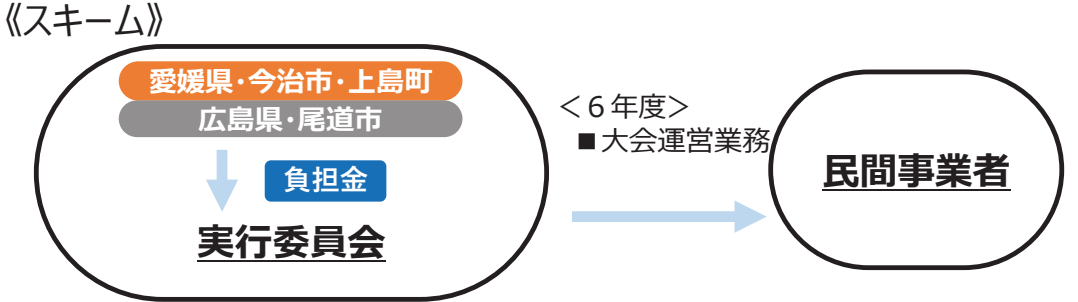 《スキーム》
愛媛県・今治市・上島町
広島県・尾道市
負担金
実行委員会
＜６年度＞
■大会運営業務
民間事業者